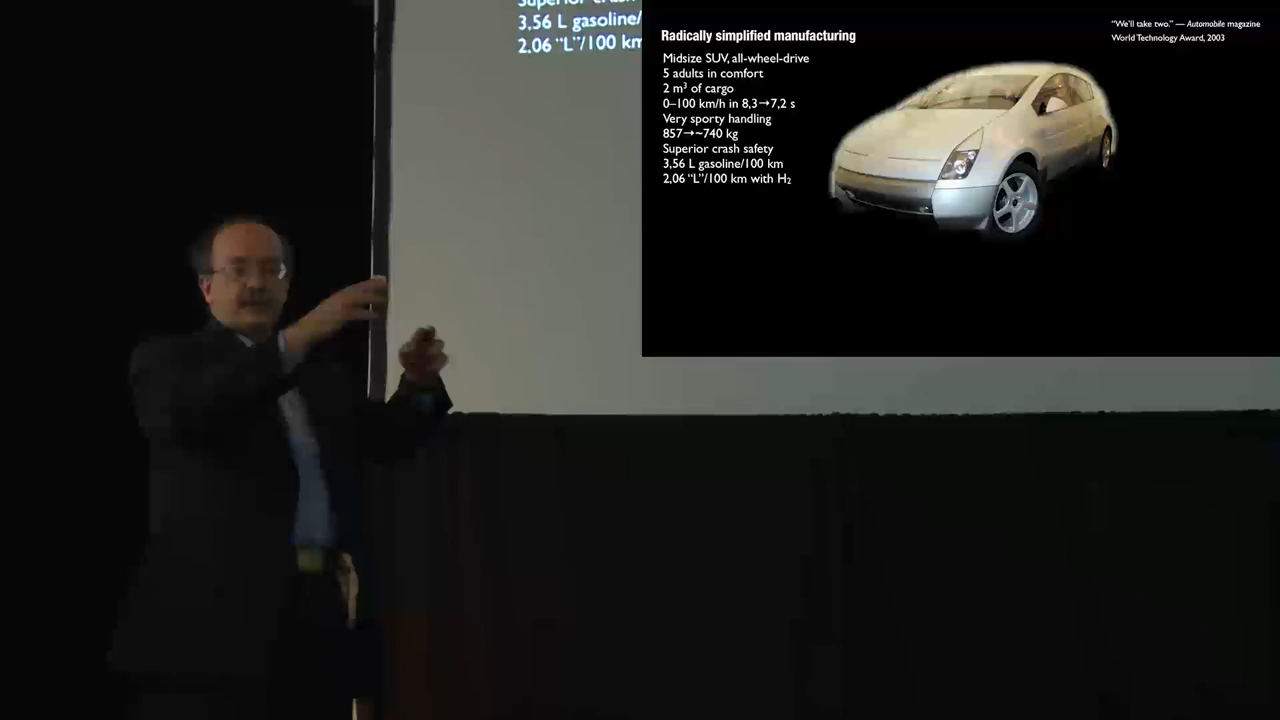 Superior crash
3,56 L gasoline/
2,06 "L"/100 km
"We'll take two." — Automobile magazine
World Technology Award, 2003
Radically simplified manufacturing
Midsize SUV, all-wheel-drive
5 adults in comfort
2 m³ of cargo
0–100 km/h in 8,3→7,2 s
Very sporty handling
857→~740 kg
Superior crash safety
3,56 L gasoline/100 km
2,06 "L"/100 km with H₂